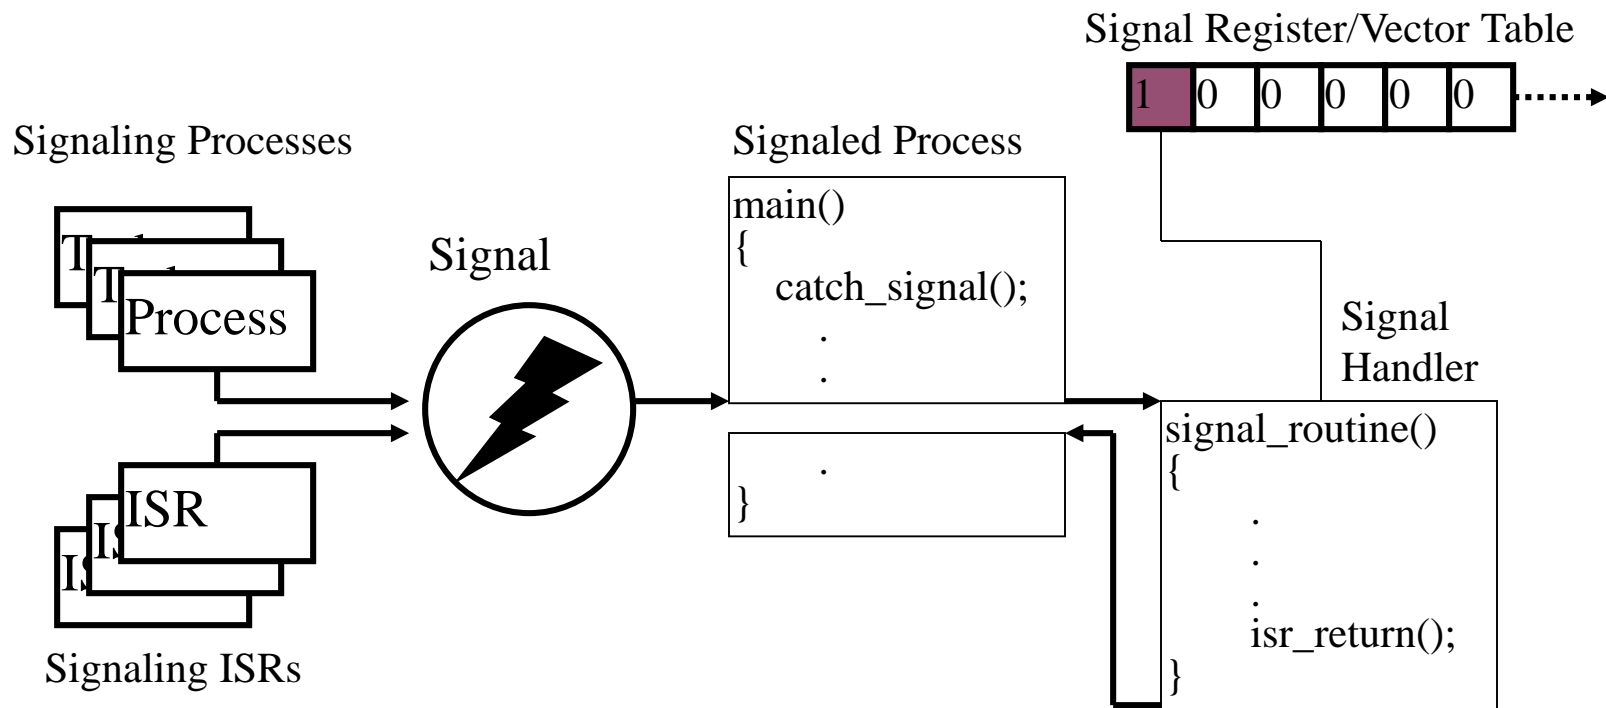 Signal Register/Vector Table
1 0 0 0 0 0
Signaling Processes
Process
ISR
Signaling ISRs
Signal
Signaled Process
main()
{
catch_signal();
.
.
.
}
Signal
Handler
signal_routine()
{
.
.
.
isr_return();
}